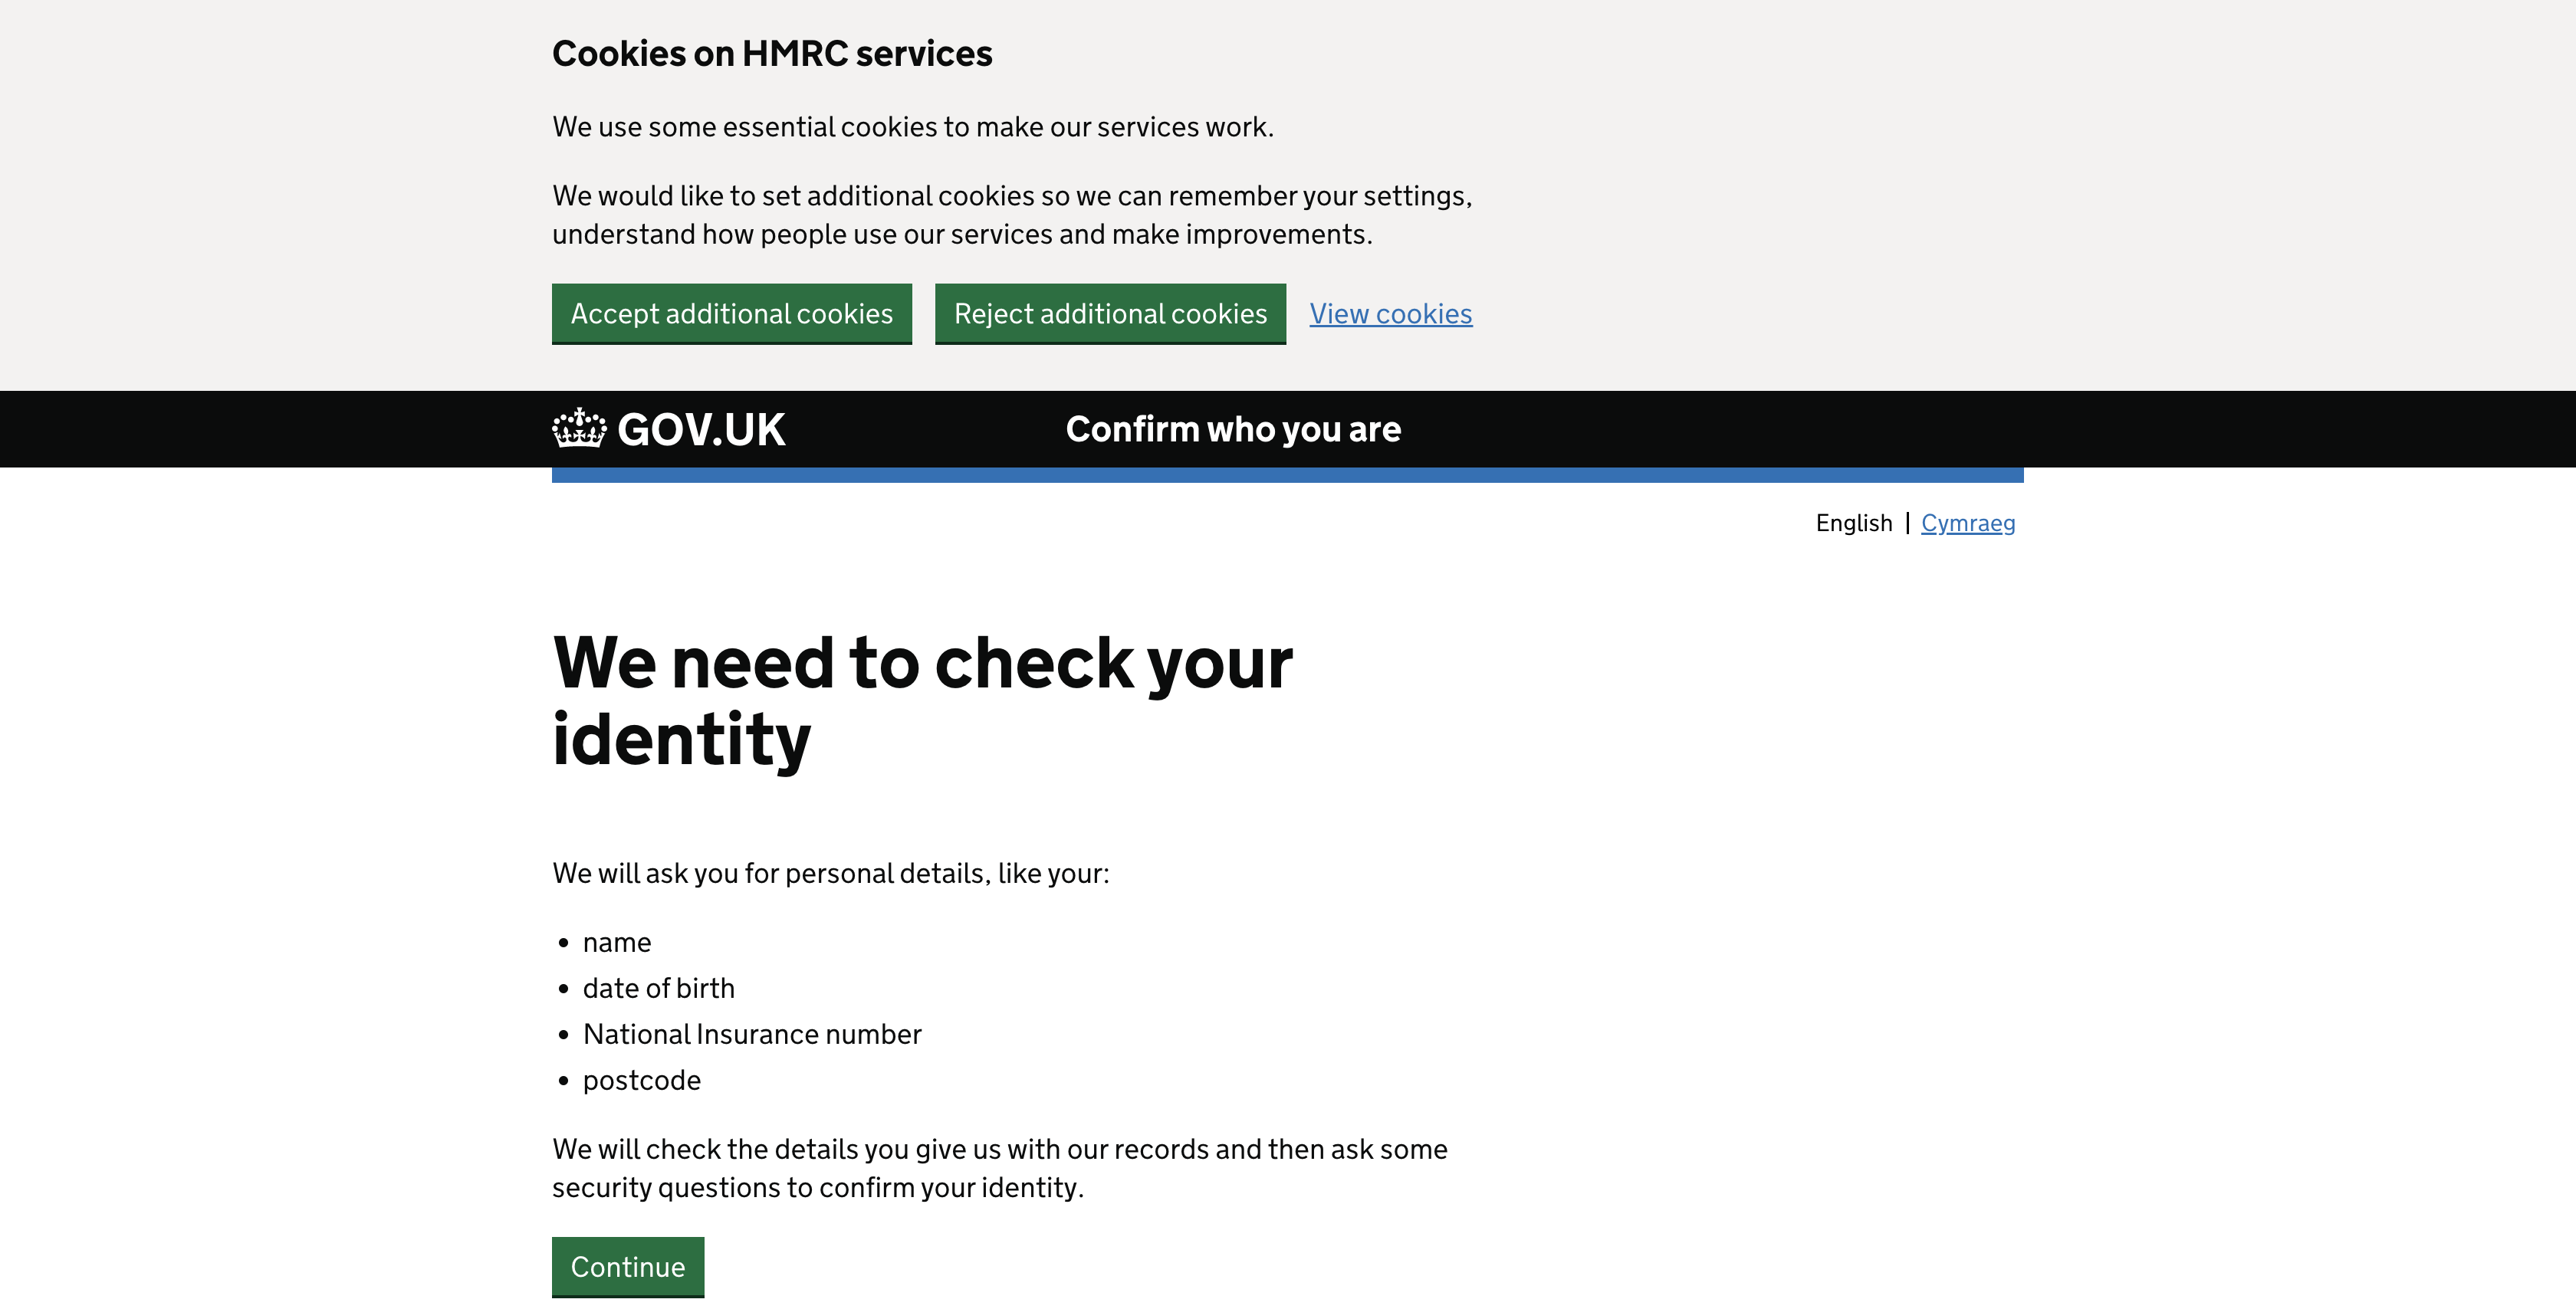 Cookies on HMRC services
We use some essential cookies to make our services work.
We would like to set additional cookies so we can remember your settings,
understand how people use our services and make improvements.
Accept additional cookies Reject additional cookies View cookies
GOV.UK Confirm who you are
English | Cymraeg
We need to check your
identity
We will ask you for personal details, like your:
• name
• date of birth
• National Insurance number
• postcode
We will check the details you give us with our records and then ask some
security questions to confirm your identity.
Continue